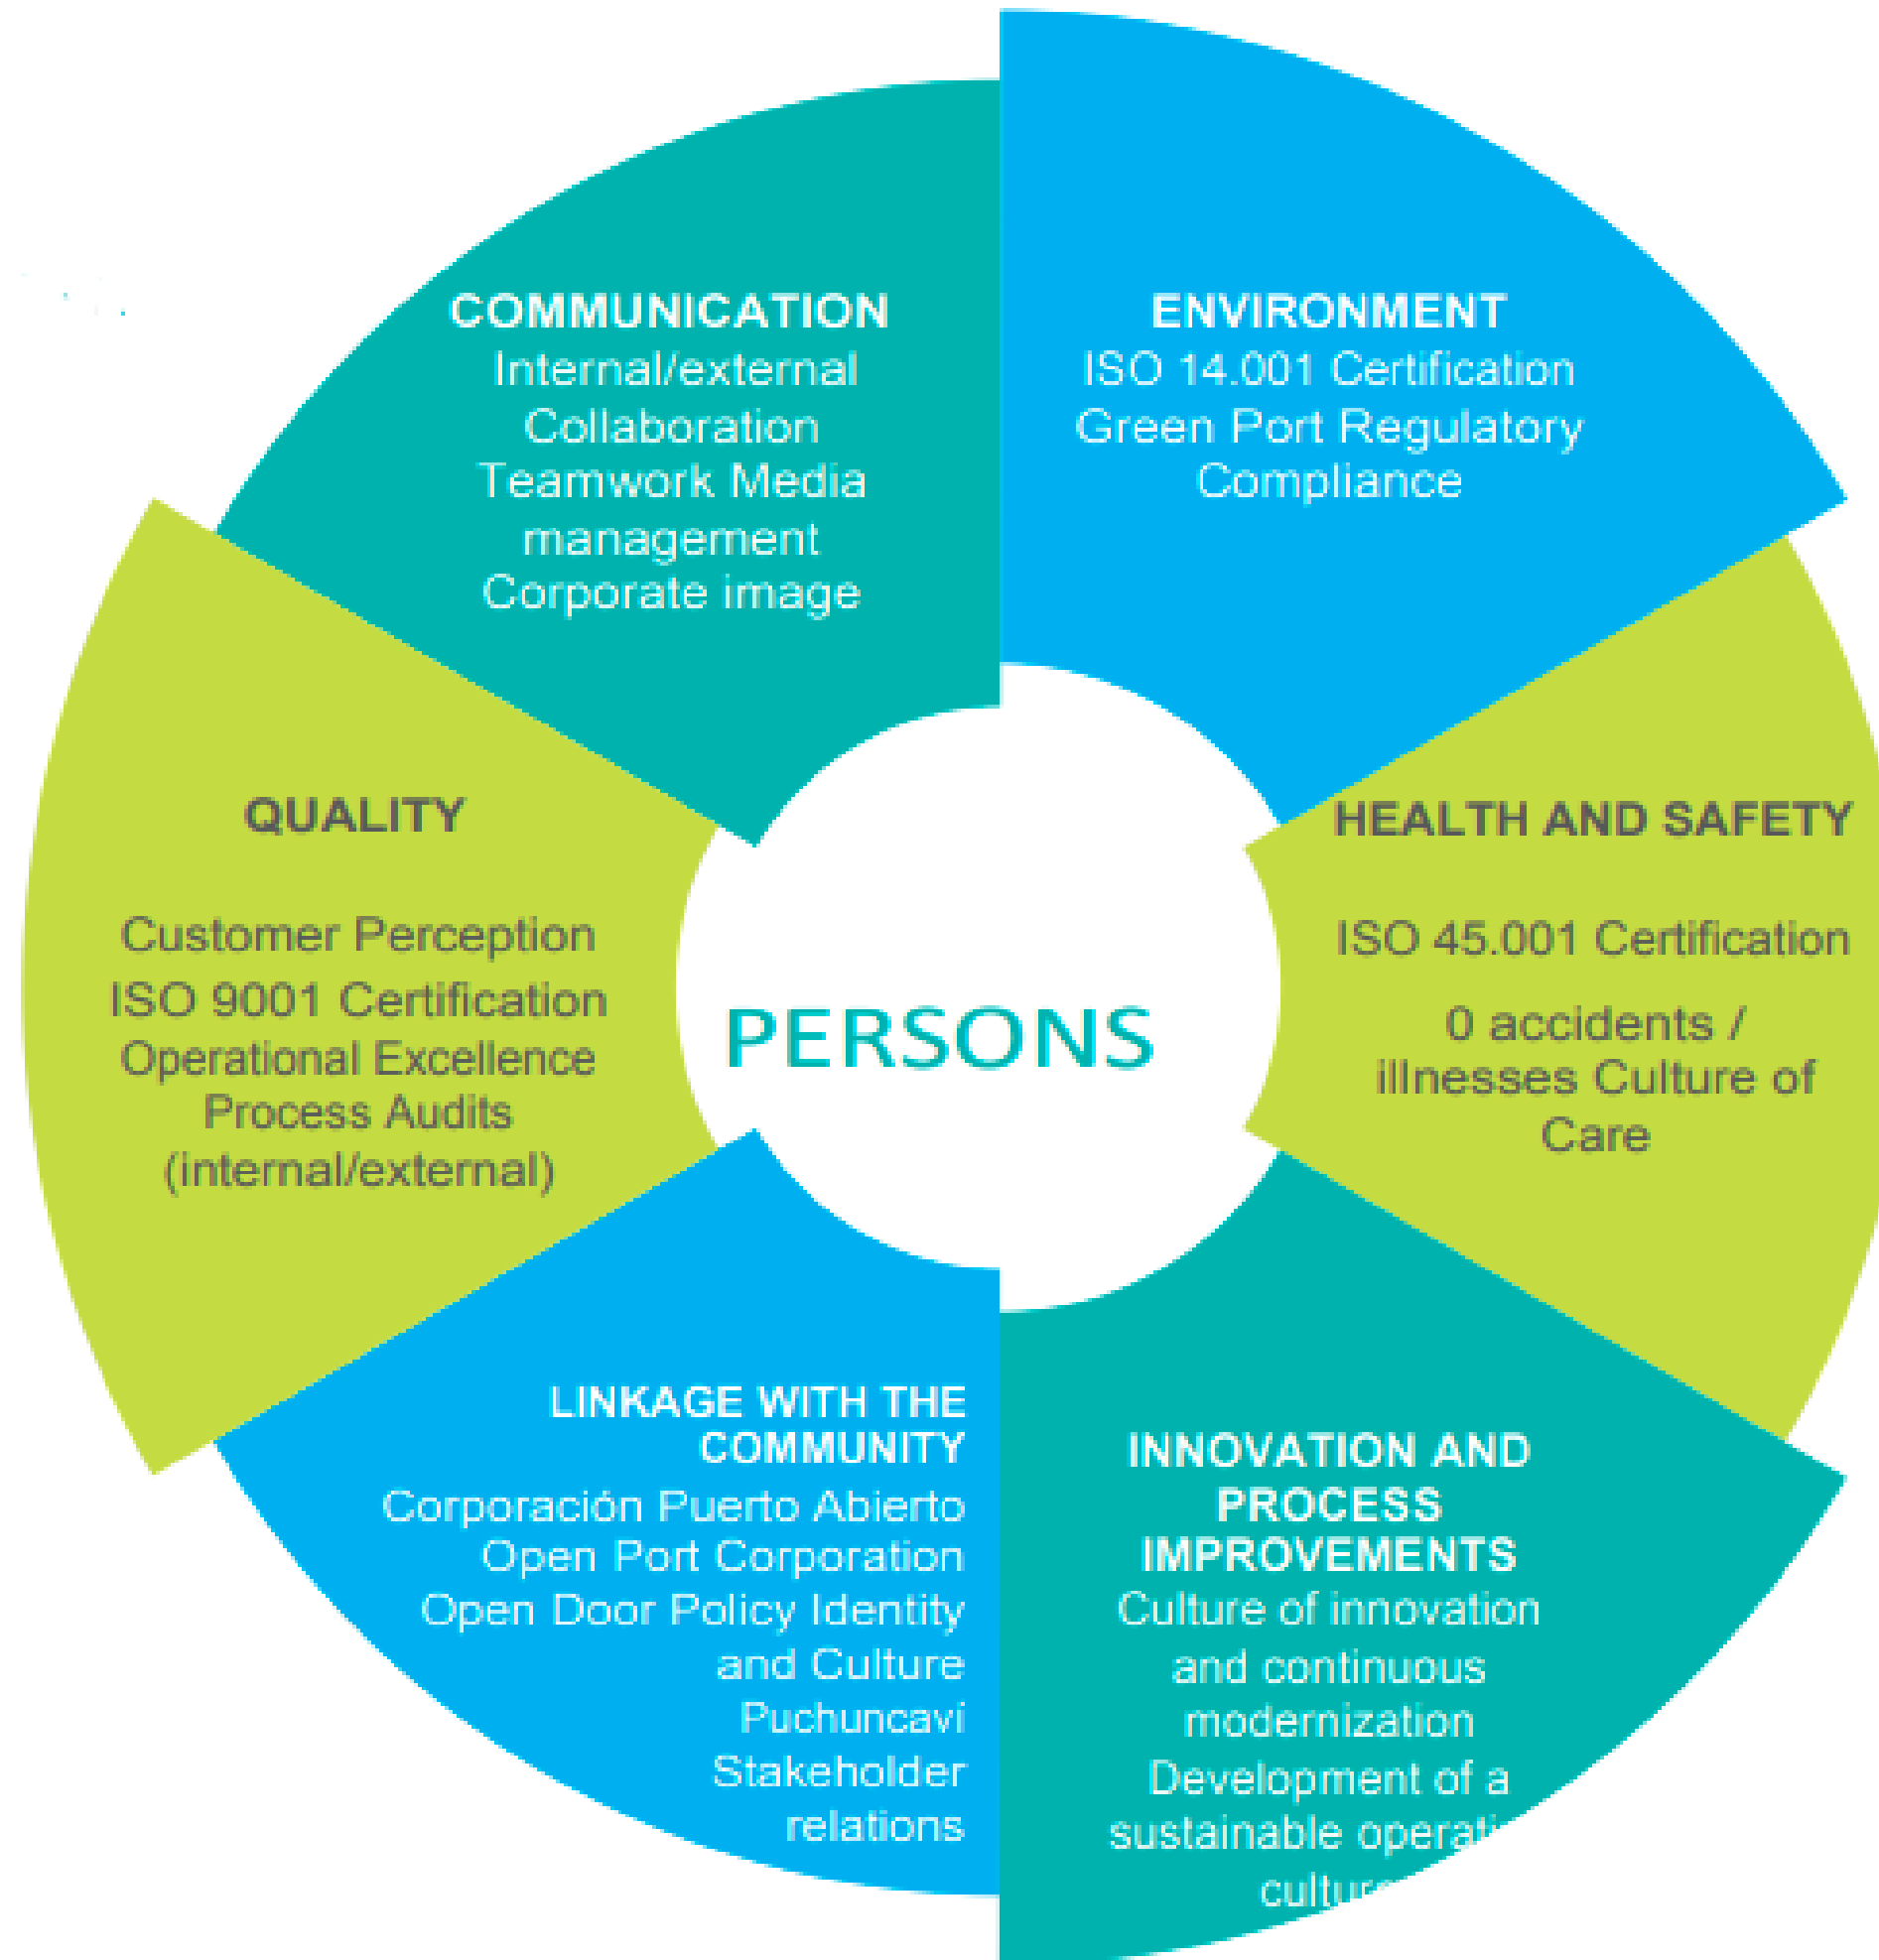 COMMUNICATION
Internal/external
Collaboration
Teamwork Media
management
Corporate image
ENVIRONMENT
ISO 14.001 Certification
Green Port Regulatory
Compliance
HEALTH AND SAFETY
ISO 45.001 Certification
0 accidents /
illnesses Culture of
Care
INNOVATION AND
PROCESS
IMPROVEMENTS
Culture of innovation
and continuous
modernization
Development of a
sustainable
LINKAGE WITH THE
COMMUNITY
Corporación Puerto Abierto
Open Port Corporation
Open Door Policy Identity
and Culture
Puchuncavi
Stakeholder
relations
QUALITY
Customer Perception
ISO 9001 Certification
Operational Excellence
Process Audits
(internal/external)
PERSONS